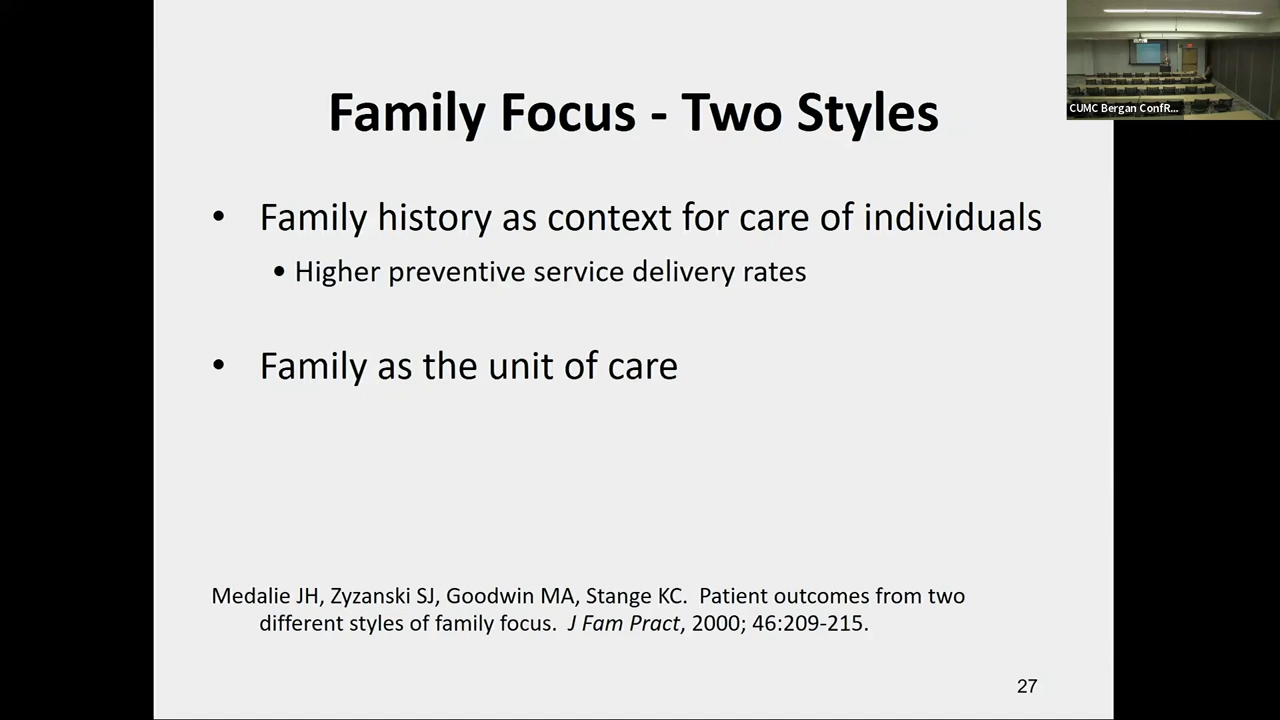 CUMC Bergan ConfR...
Family Focus - Two Styles
• Family history as context for care of individuals
• Higher preventive service delivery rates
• Family as the unit of care
Medalie JH, Zyzanski SJ, Goodwin MA, Stange KC. Patient outcomes from two
different styles of family focus. J Fam Pract, 2000; 46:209-215.
27